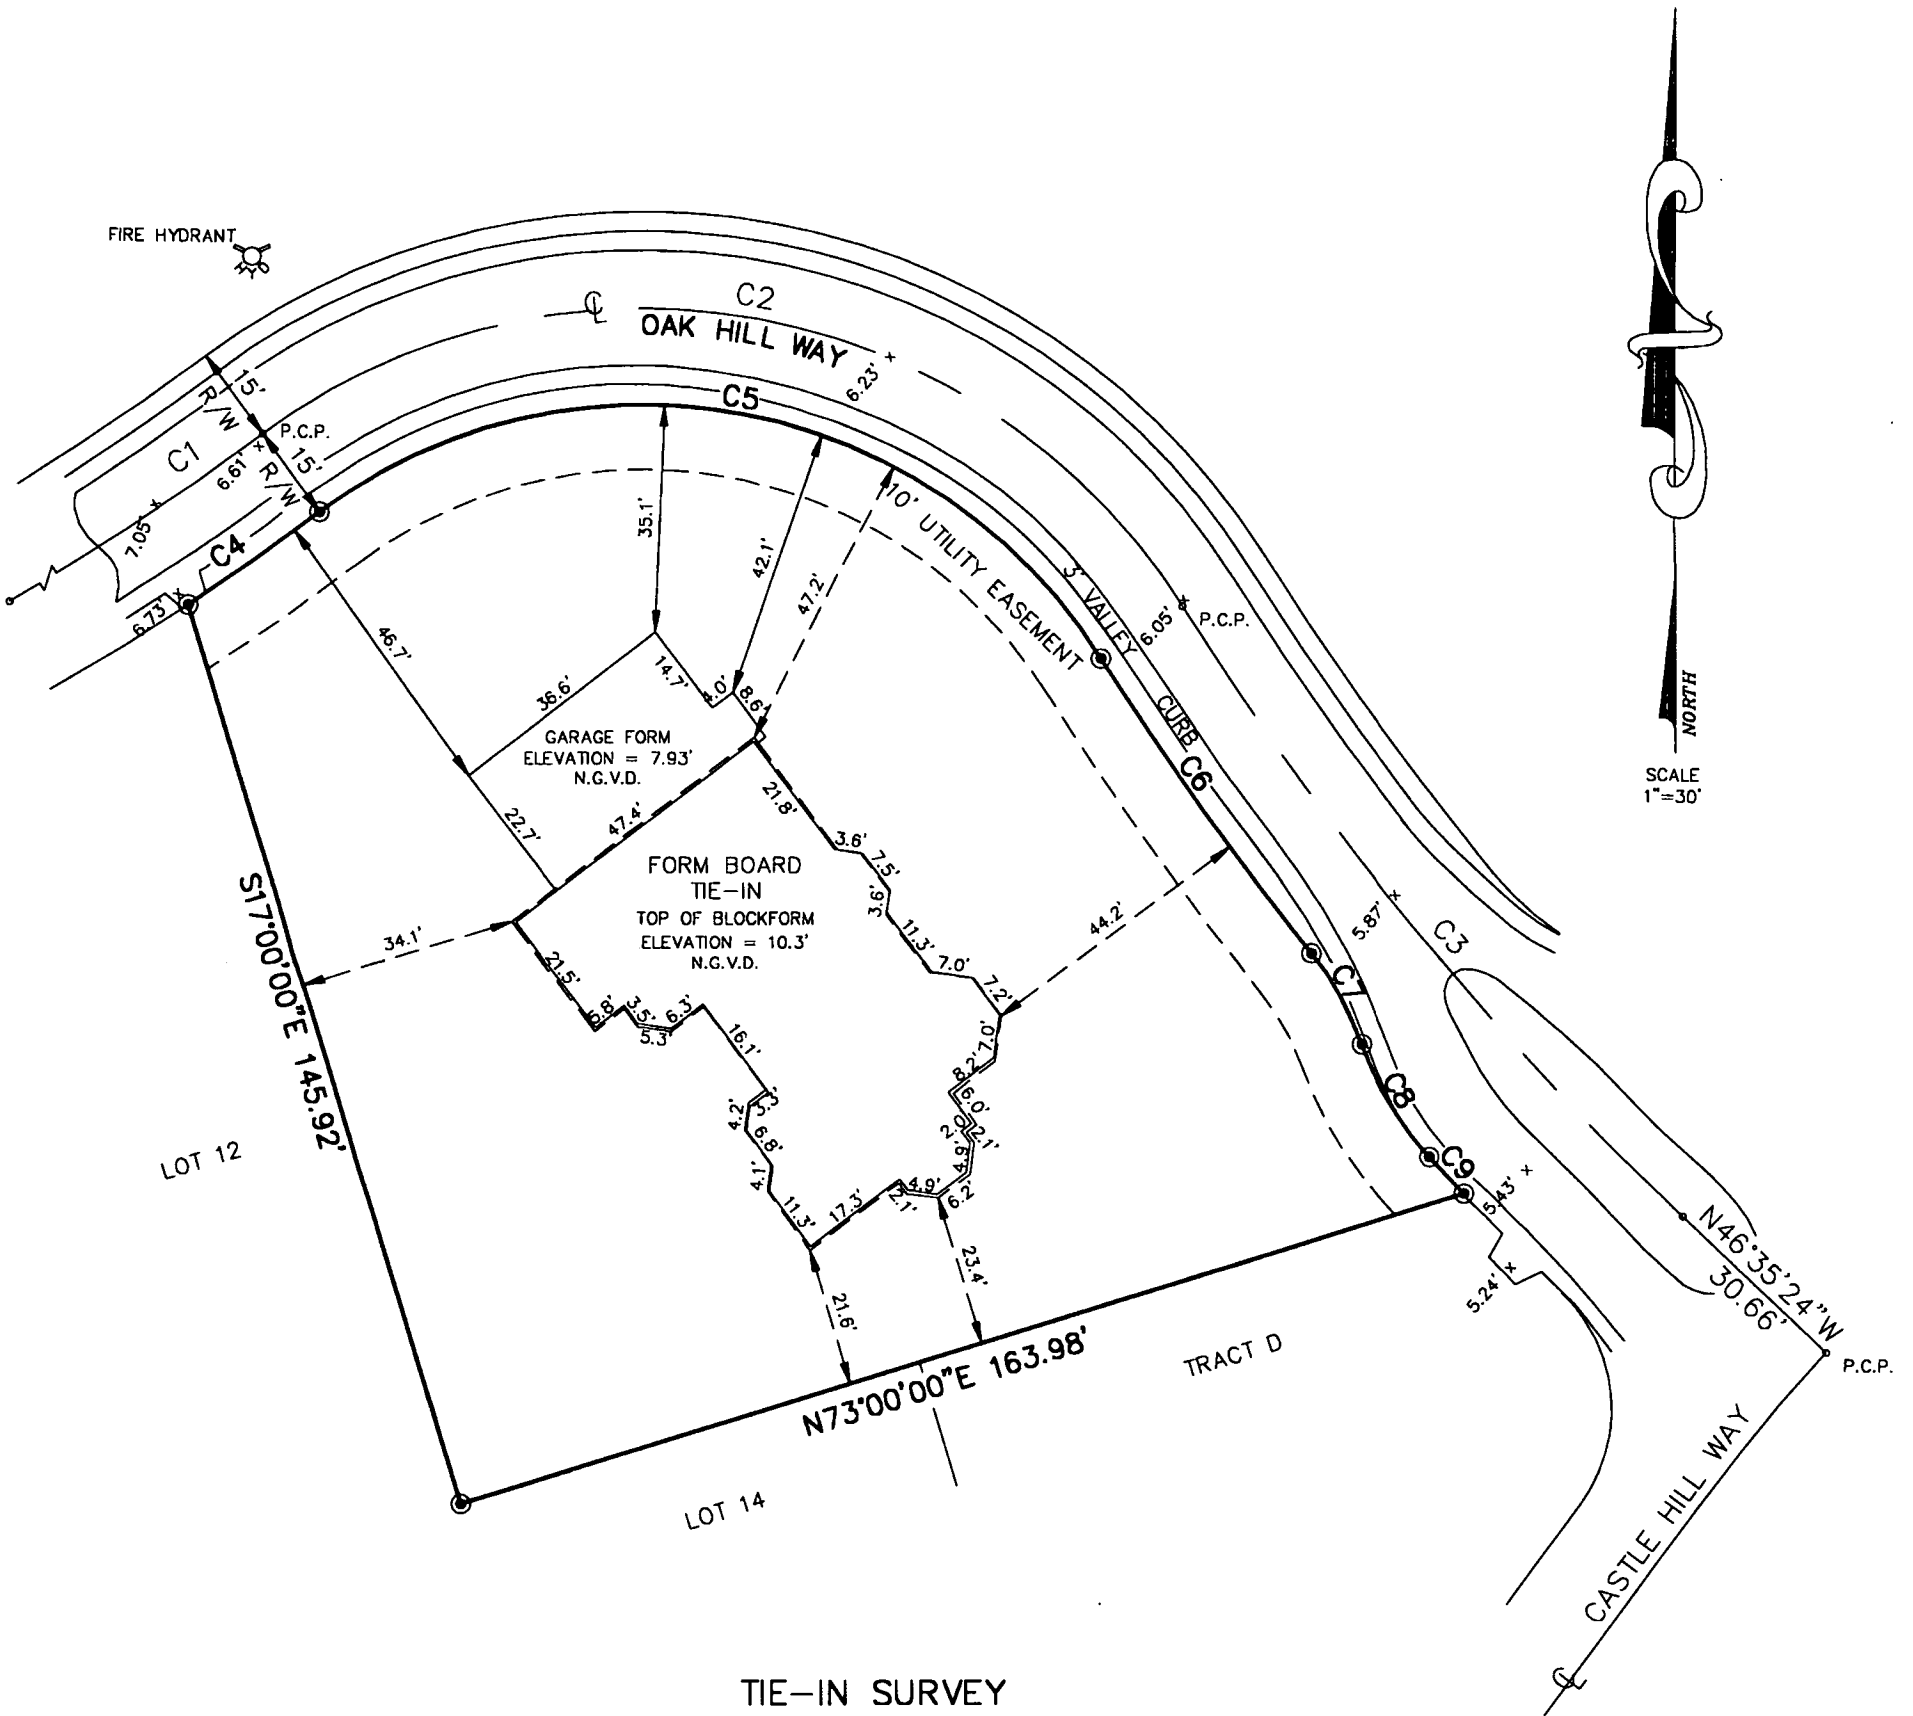 FIRE HYDRANT
HYD
C2
℄
OAK HILL WAY
6.23'
C5
15'
R/W
P.C.P.
C1
15'
R/W
6.61'
7.05'
C4
6.73'
35.1'
42.1'
47.2'
10' UTILITY EASEMENT
3' VALLEY CURB
6.05'
P.C.P.
46.7'
36.6'
14.7'
4.0'
8.6'
GARAGE FORM
ELEVATION = 7.93'
N.G.V.D.
22.7'
47.4'
21.8'
C6
NORTH
SCALE
1"=30'
FORM BOARD
TIE-IN
TOP OF BLOCKFORM
ELEVATION = 10.3'
N.G.V.D.
3.6'
7.5'
3.6'
11.3'
7.0'
7.2'
44.2'
5.87'
C3
34.1'
S17°00'00"E 145.92'
21.5'
6.8'
3.5'
5.3'
6.3'
16.1'
7.0'
8.2'
6.0'
2.0'
2.1'
4.9'
C7
C8
C9
3.3'
4.2'
6.8'
4.1'
11.3'
17.3'
2.1'
4.9'
6.2'
LOT 12
5.43'
5.24'
N46°35'24"W
30.66'
P.C.P.
21.6'
23.4'
TRACT D
N73°00'00"E 163.98'
LOT 14
CASTLE HILL WAY
℄
TIE-IN SURVEY